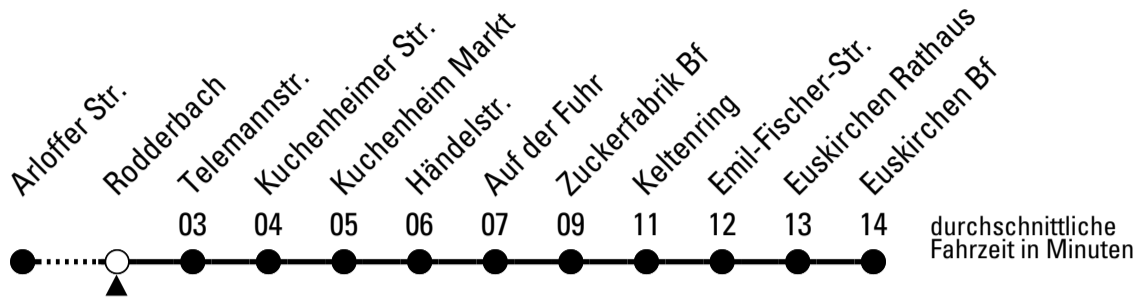 Arloffer Str.
Rodderbach
Telemannstr.
Kuchenheimer Str.
Kuchenheim Markt
Händelstr.
Auf der Fuhr
Zuckerfabrik Bf
Keltenring
Emil-Fischer-Str.
Euskirchen Rathaus
Euskirchen Bf
03 04 05 06 07 09 11 12 13 14
durchschnittliche
Fahrzeit in Minuten